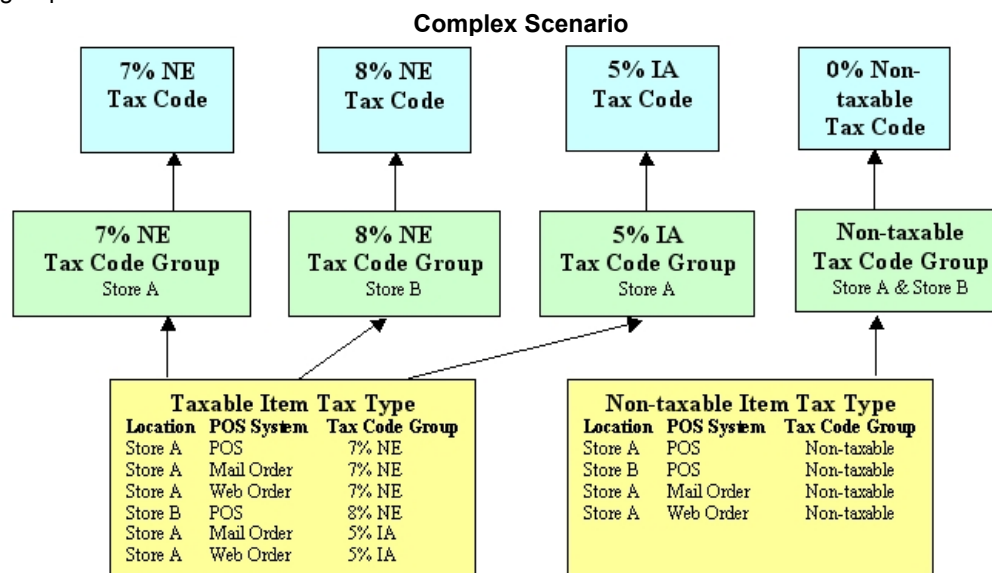 Complex Scenario
7% NE
Tax Code
8% NE
Tax Code
5% IA
Tax Code
0% Non-
taxable
Tax Code
7% NE
Tax Code Group
Store A
8% NE
Tax Code Group
Store B
5% IA
Tax Code Group
Store A
Non-taxable
Tax Code Group
Store A & Store B
Taxable Item Tax Type
Location POS System Tax Code Group
Store A POS 7% NE
Store A Mail Order 7% NE
Store A Web Order 7% NE
Store B POS 8% NE
Store A Mail Order 5% IA
Store A Web Order 5% IA
Non-taxable Item Tax Type
Location POS System Tax Code Group
Store A POS Non-taxable
Store B POS Non-taxable
Store A Mail Order Non-taxable
Store A Web Order Non-taxable